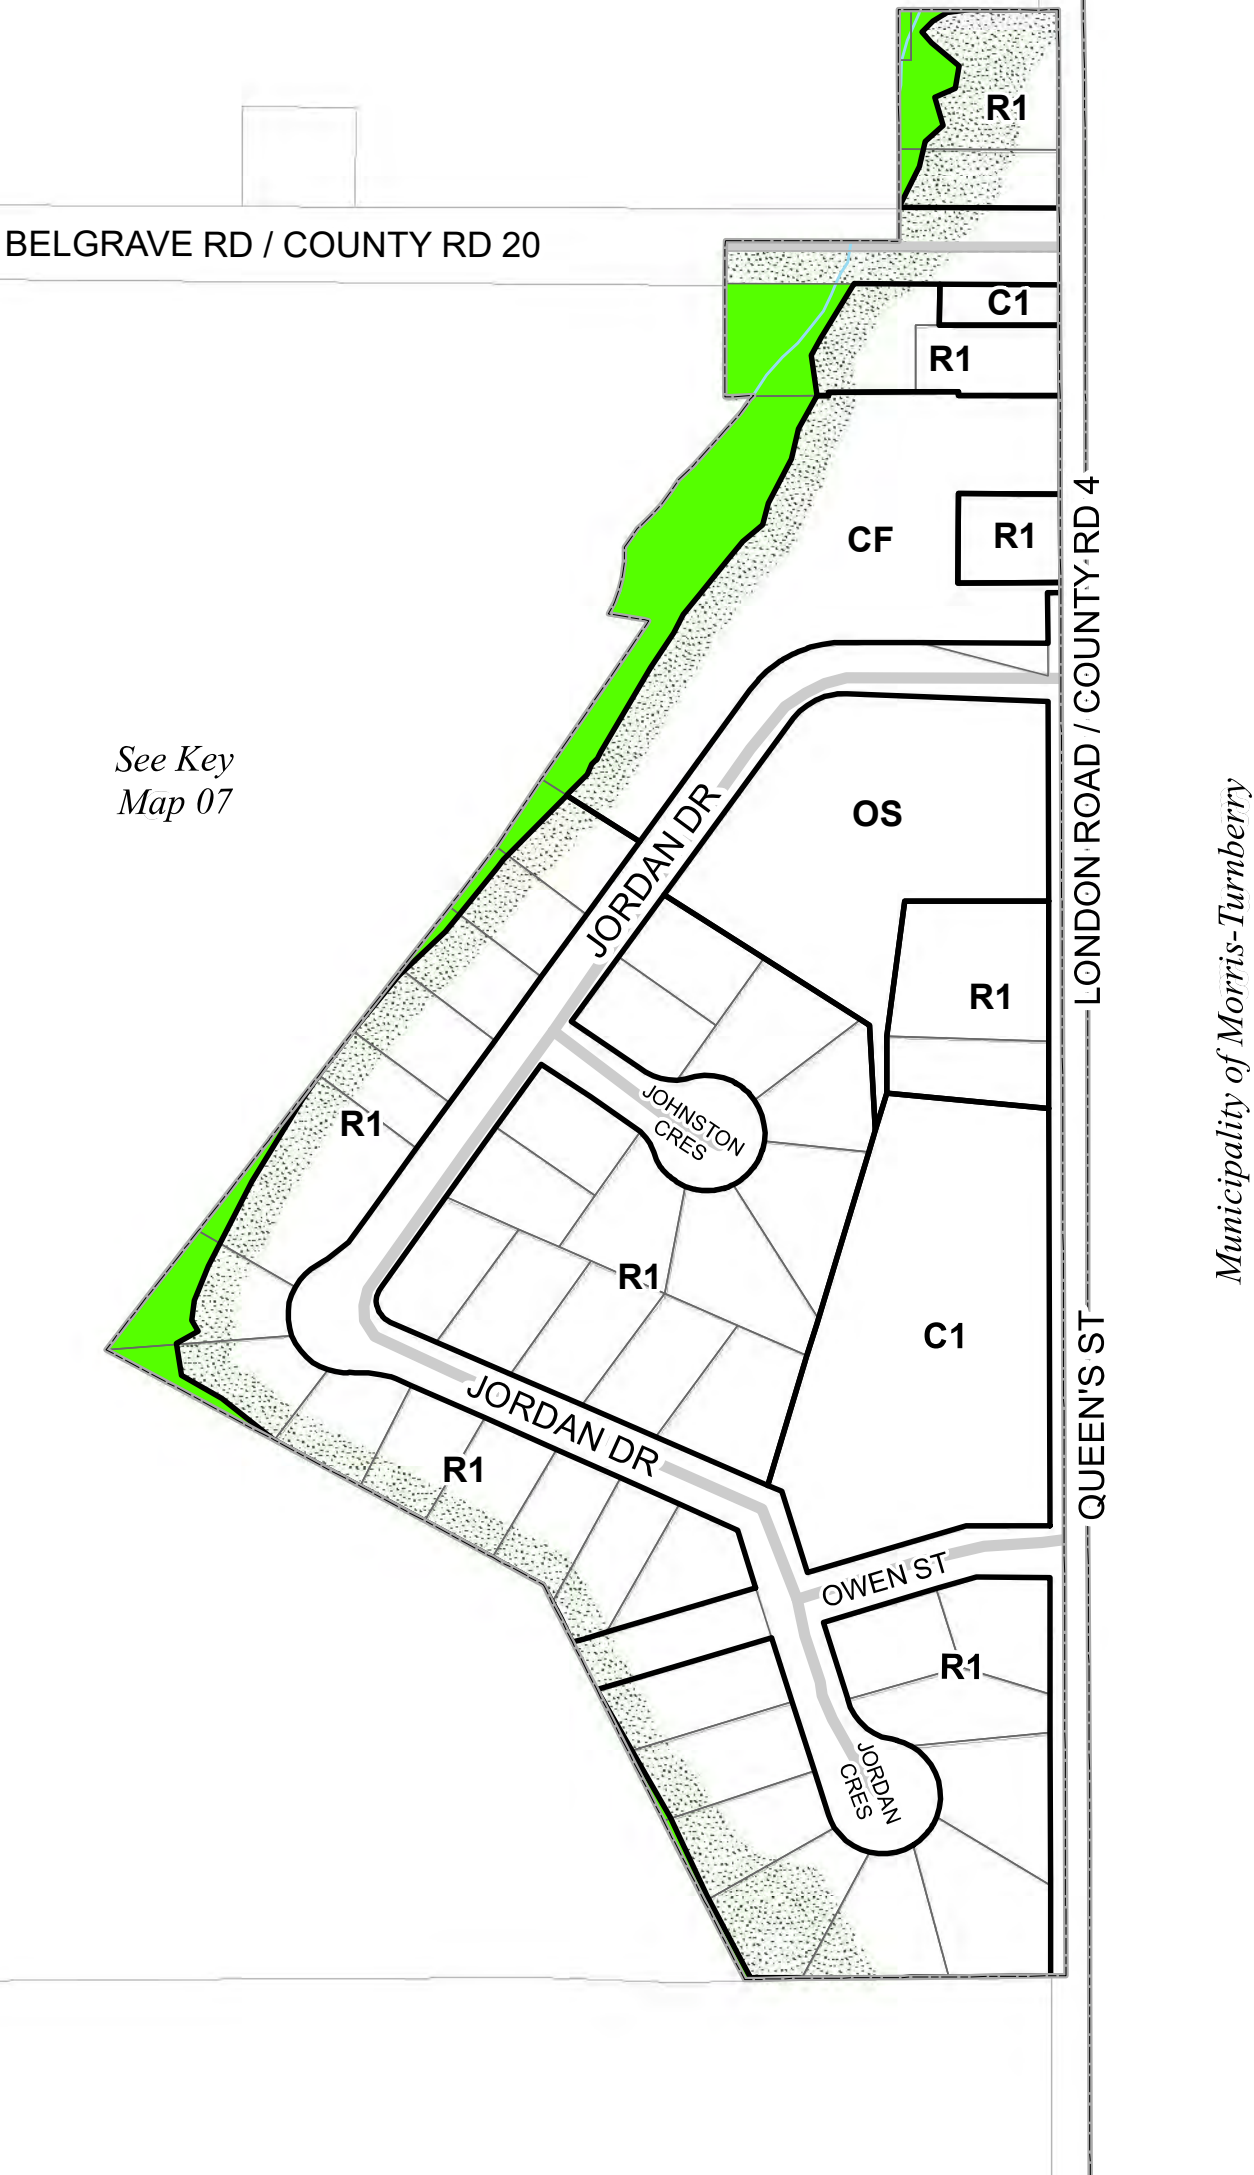 R1
BELGRAVE RD / COUNTY RD 20
C1
R1
CF
R1
LONDON ROAD / COUNTY RD 4
See Key
Map 07
OS
JORDAN DR
Municipality of Morris-Turnberry
R1
R1
JOHNSTON
CRES
R1
C1
QUEEN'S ST
JORDAN DR
R1
OWEN ST
R1
JORDAN
CRES